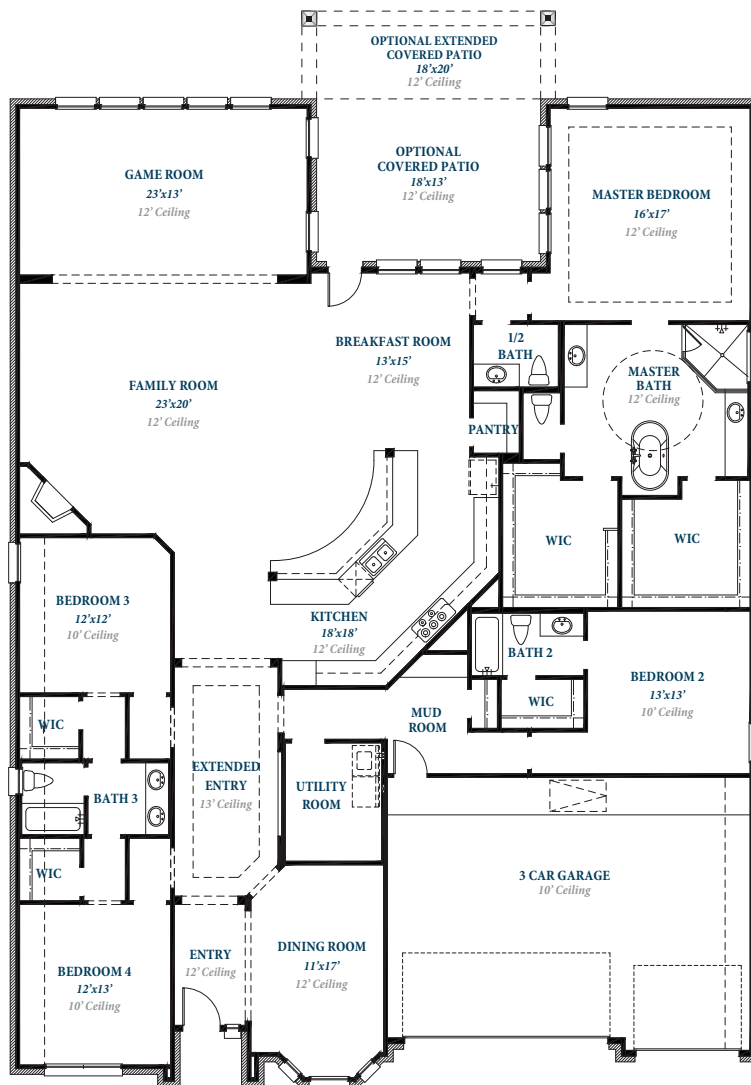 OPTIONAL EXTENDED
COVERED PATIO
18'x20'
12' Ceiling
OPTIONAL
COVERED PATIO
18'x13'
12' Ceiling
GAME ROOM
23'x13'
12' Ceiling
MASTER BEDROOM
16'x17'
12' Ceiling
1/2
BATH
BREAKFAST ROOM
13'x15'
12' Ceiling
MASTER
BATH
12' Ceiling
FAMILY ROOM
23'x20'
12' Ceiling
PANTRY
WIC
WIC
BEDROOM 3
12'x12'
10' Ceiling
KITCHEN
18'x18'
12' Ceiling
BATH 2
BEDROOM 2
13'x13'
10' Ceiling
WIC
WIC
MUD
ROOM
EXTENDED
ENTRY
13' Ceiling
UTILITY
ROOM
BATH 3
WIC
3 CAR GARAGE
10' Ceiling
ENTRY
12' Ceiling
DINING ROOM
11'x17'
12' Ceiling
BEDROOM 4
12'x13'
10' Ceiling